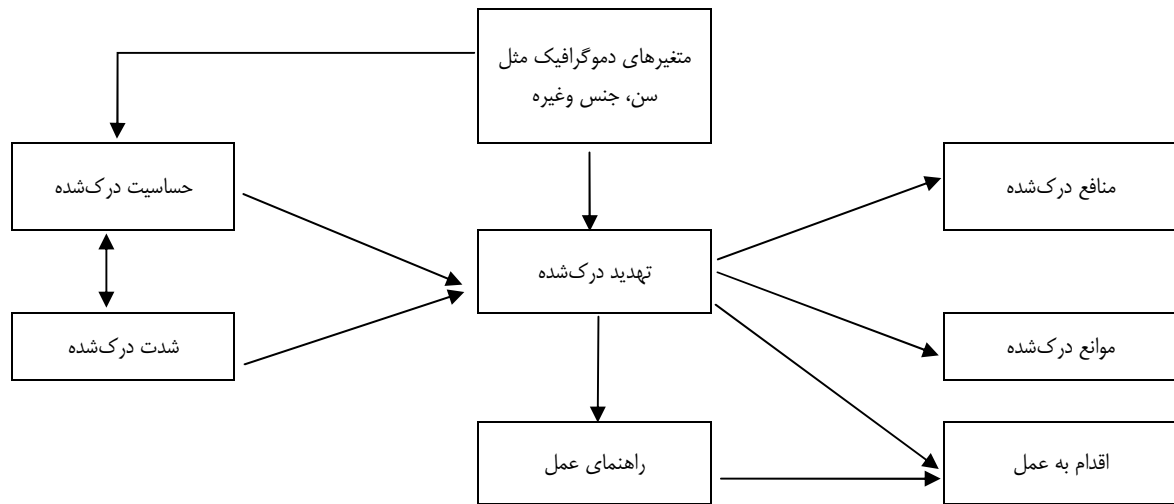 متغیرهای دموگرافیک مثل
سن، جنس وغیره
حساسیت درک‌شده
منافع درک‌شده
تهدید درک‌شده
شدت درک‌شده
موانع درک‌شده
راهنمای عمل
اقدام به عمل